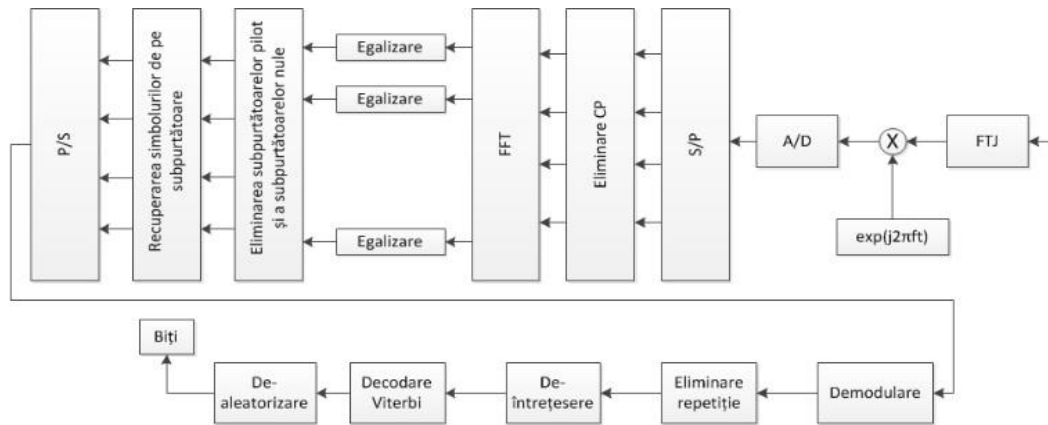 P/S
Recuperarea simbolurilor de pe
subpurtătoare
Eliminarea subpurtătoarelor pilot
și a subpurtătoarelor nule
Egalizare
Egalizare
Egalizare
FFT
Eliminare CP
S/P
A/D
X
FTJ
exp(j2πft)
Biți
De-
aleatorizare
Decodare
Viterbi
De-
întrețesere
Eliminare
repetiție
Demodulare